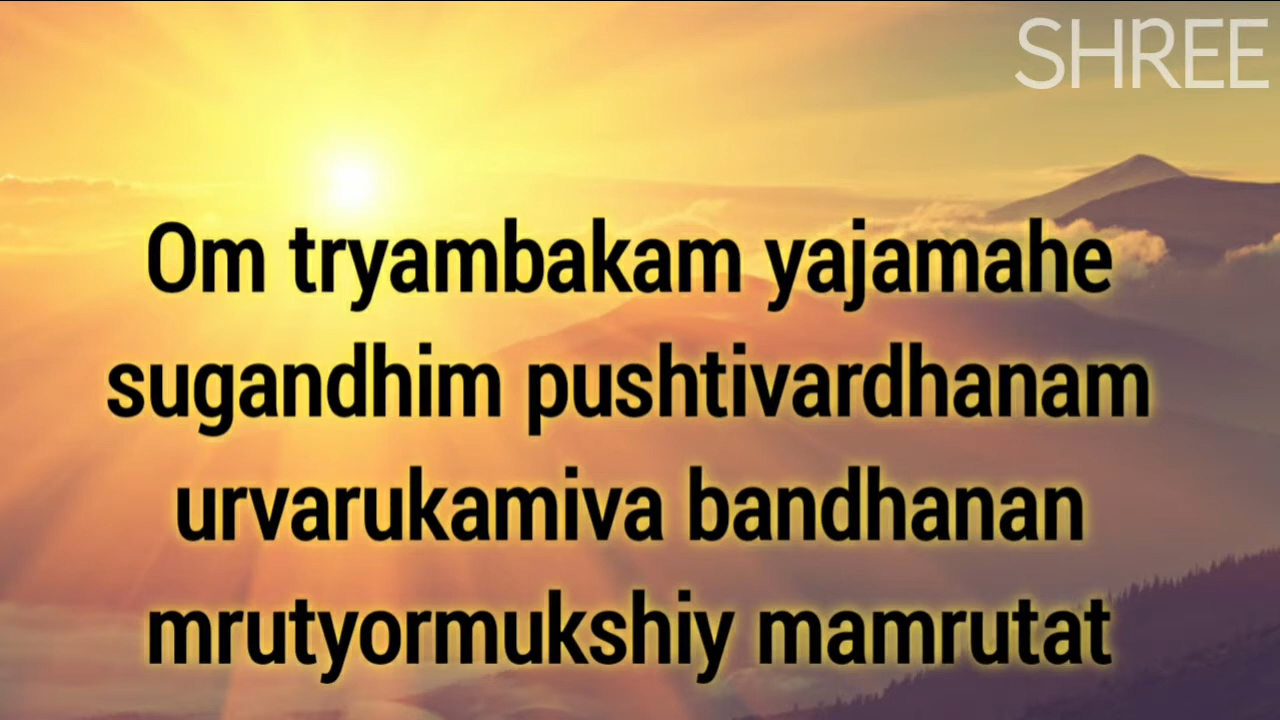 SHREE
Om tryambakam yajamahe
sugandhim pushtivardhanam
urvarukamiva bandhanan
mrutyormukshiy mamrutat